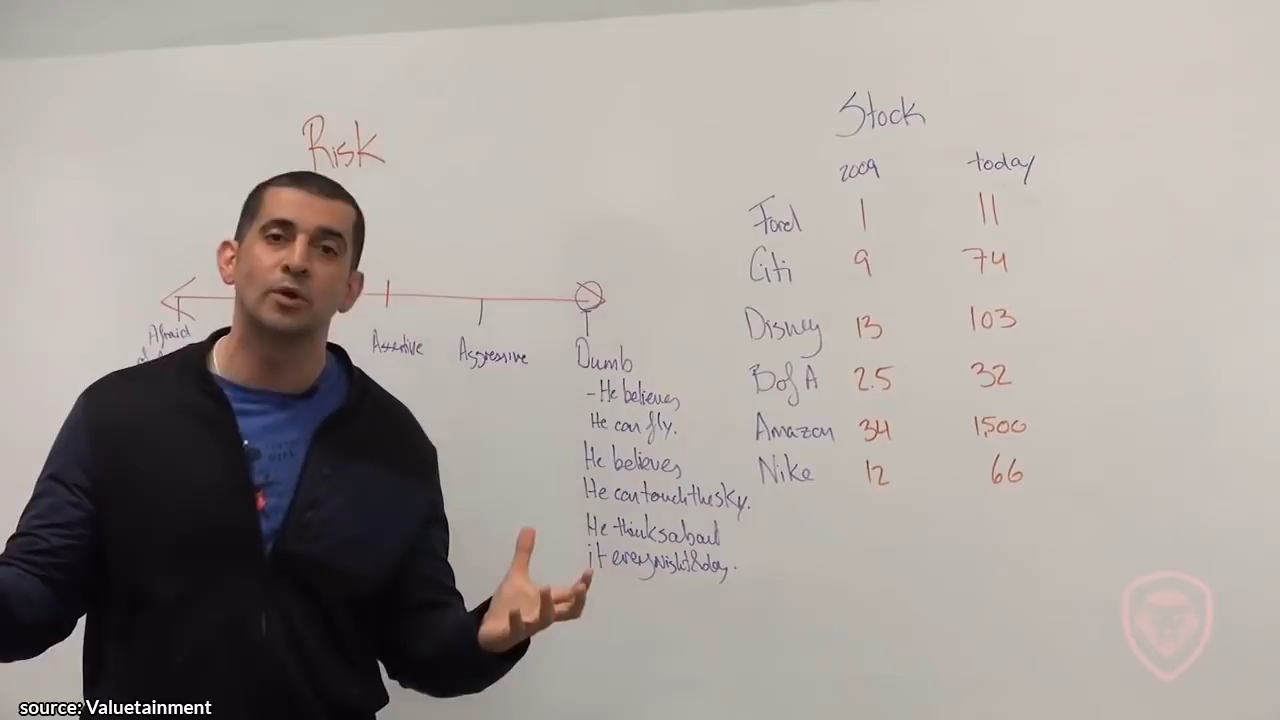 Risk
Afraid
Assertive
Aggressive
Dumb
- He believes
He can fly.
He believes
He can touch the sky.
He thinks about
it every night & day.
Stock
2009 today
Ford 1 11
Citi 9 74
Disney 13 103
BofA 2.5 32
Amazon 34 1,500
Nike 12 66
source: Valuetainment